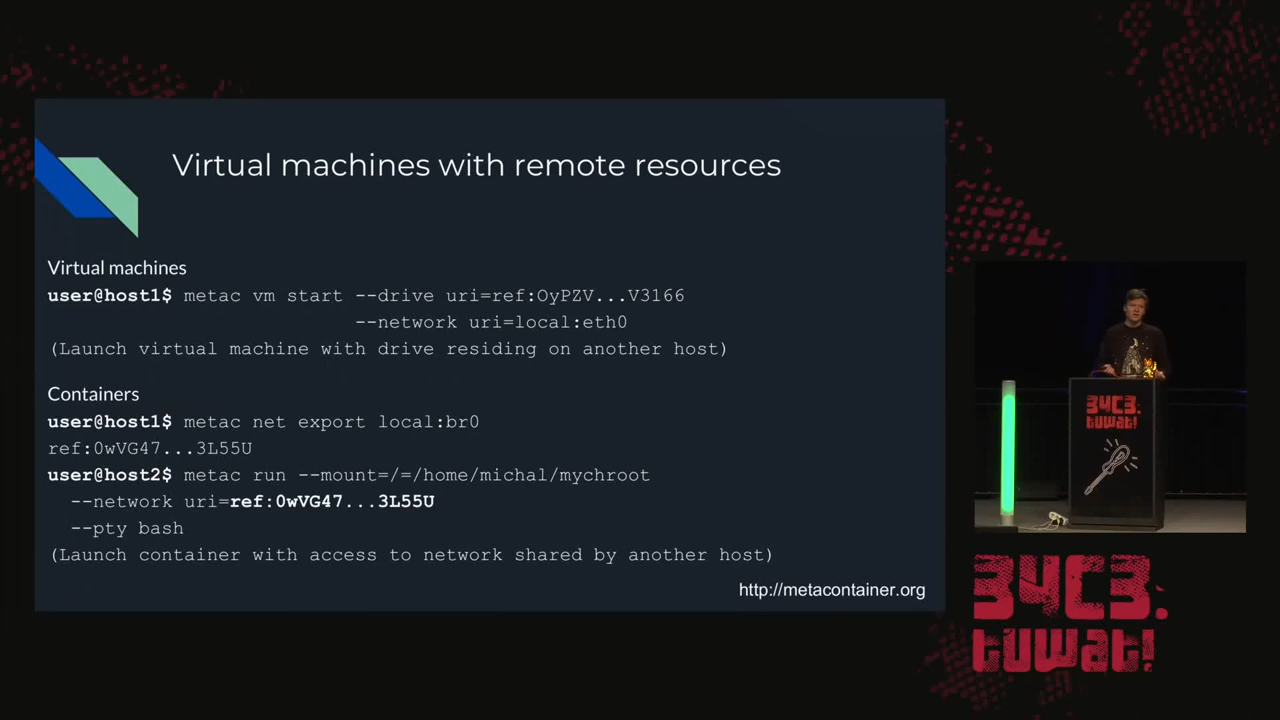 Virtual machines with remote resources
Virtual machines
user@host1$ metac vm start --drive uri=ref:OyPZV...V3166
--network uri=local:eth0
(Launch virtual machine with drive residing on another host)
Containers
user@host1$ metac net export local:br0
ref:0wVG47...3L55U
user@host2$ metac run --mount=/=/home/michal/mychroot
--network uri=ref:0wVG47...3L55U
--pty bash
(Launch container with access to network shared by another host)
http://metacontainer.org
34C3.
tuwat!
34C3.
tuwat!